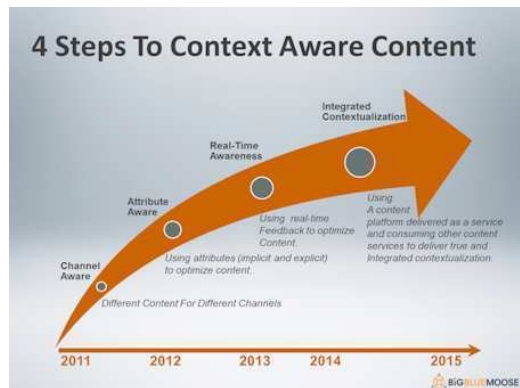 4 Steps To Context Aware Content
Integrated
Contextualization
Real-Time
Awareness
Attribute
Aware
Channel
Aware
Using
A content
platform delivered as a service
and consuming other content
services to deliver true and
Integrated contextualization.
Using real-time
Feedback to optimize
Content.
Using attributes (implicit and explicit)
to optimize content.
Different Content For Different Channels
2011 2012 2013 2014 2015
BIGBLUEMOOSE